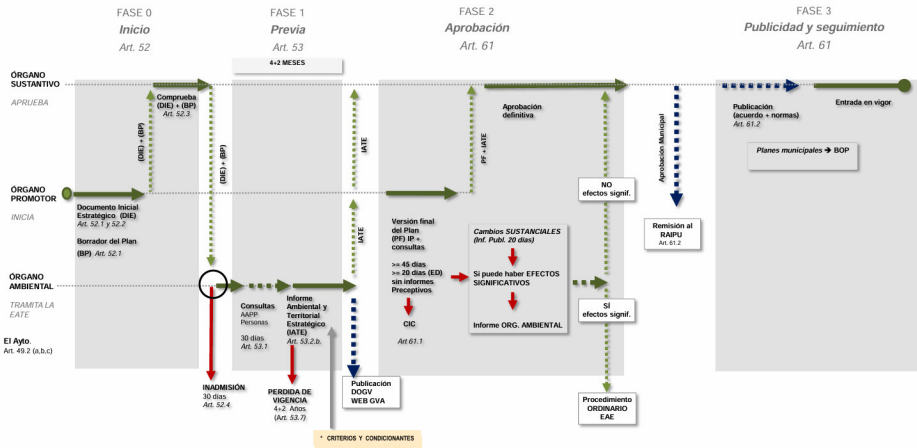 FASE 0
Inicio
Art. 52
FASE 1
Previa
Art. 53
4+2 MESES
FASE 2
Aprobación
Art. 61
FASE 3
Publicidad y seguimiento
Art. 61
ÓRGANO
SUSTANTIVO
APRUEBA
Comprueba
(DIE) + (BP)
Art. 52.3
(DIE) + (BP)
(DIE) + (BP)
IATE
IATE
PF + IATE
Aprobación
definitiva
Aprobación Municipal
Publicación
(acuerdo + normas)
Art. 61.2
Entrada en vigor
Planes municipales → BOP
ÓRGANO
PROMOTOR
INICIA
Documento Inicial
Estratégico (DIE)
Art. 52.1 y 52.2
Borrador del Plan
(BP) Art. 52.1
Versión final
del Plan
(PF) IP +
consultas
>= 45 días
>= 20 días (ED)
sin informes
Preceptivos
CIC
Art 61.1
Cambios SUSTANCIALES
(Inf. Publ. 20 días)
Si puede haber EFECTOS
SIGNIFICATIVOS
Informe ORG. AMBIENTAL
NO
efectos signif.
SÍ
efectos signif.
Remisión al
RAIPU
Art. 61.2
ÓRGANO
AMBIENTAL
TRAMITA LA
EATE
El Ayto.
Art. 49.2 (a,b,c)
Consultas
AAPP
Personas
30 días
Art. 53.1
Informe
Ambiental y
Territorial
Estratégico
(IATE)
Art. 53.2.b.
INADMISIÓN
30 días
Art. 52.4
PERDIDA DE
VIGENCIA
4+2 Años
(Art. 53.7)
Publicación
DOGV
WEB GVA
Procedimiento
ORDINARIO
EAE
* CRITERIOS Y CONDICIONANTES